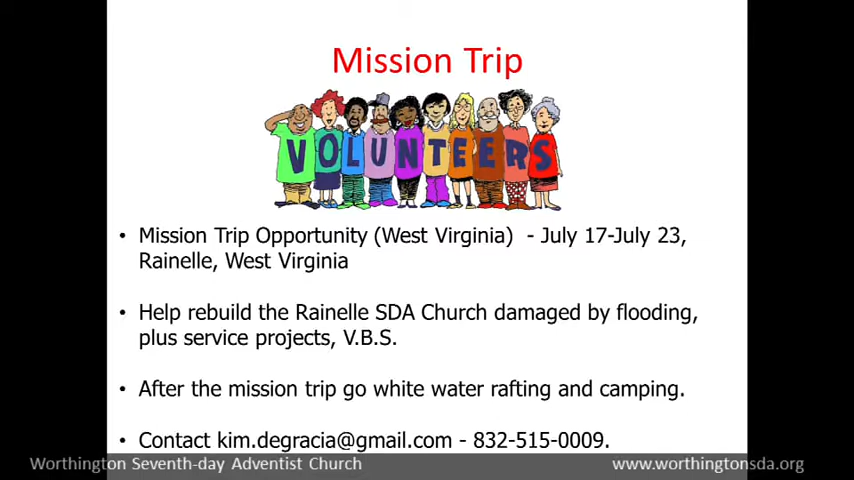 Mission Trip
VOLUNTEERS
• Mission Trip Opportunity (West Virginia)  - July 17-July 23,
Rainelle, West Virginia
• Help rebuild the Rainelle SDA Church damaged by flooding,
plus service projects, V.B.S.
• After the mission trip go white water rafting and camping.
• Contact kim.degracia@gmail.com - 832-515-0009.
Worthington Seventh-day Adventist Church
www.worthingtonsda.org